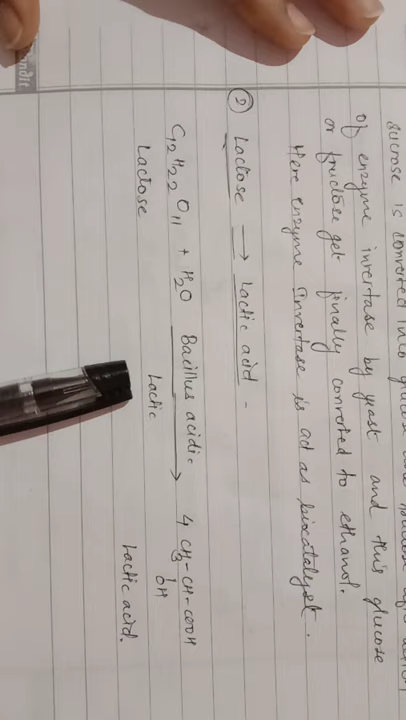 sucrose is converted into glucose
of enzyme invertase by yeast and this glucose
or fructose get finally converted to ethanol.
Here enzyme Invertase is act as biocatalyst.
② Lactose → Lactic acid -
C12H22O11 + H2O Bacillus acidic → 4 CH3-CH-COOH
Lactose Lactic OH
Lactic acid.